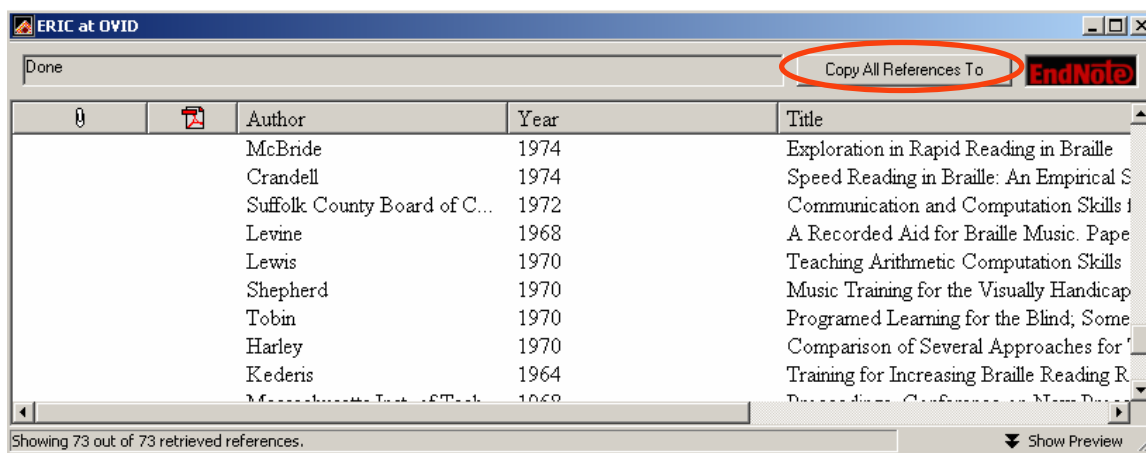 ERIC at OVID
Done
Copy All References To
EndNote
Author Year Title
McBride 1974 Exploration in Rapid Reading in Braille
Crandell 1974 Speed Reading in Braille: An Empirical S
Suffolk County Board of C... 1972 Communication and Computation Skills f
Levine 1968 A Recorded Aid for Braille Music. Pape
Lewis 1970 Teaching Arithmetic Computation Skills
Shepherd 1970 Music Training for the Visually Handicap
Tobin 1970 Programed Learning for the Blind; Some
Harley 1970 Comparison of Several Approaches for
Kederis 1964 Training for Increasing Braille Reading R
Showing 73 out of 73 retrieved references.
Show Preview